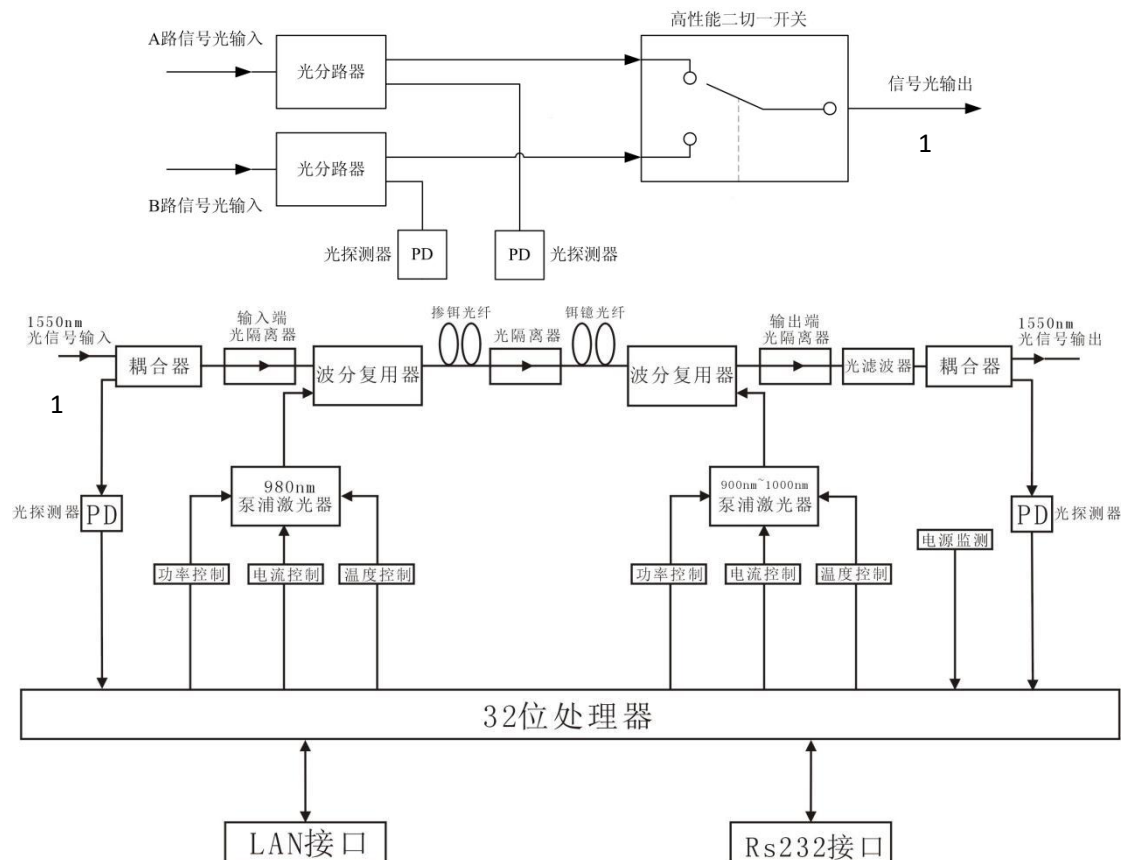 高性能二切一开关
A路信号光输入
光分路器
信号光输出
1
光分路器
B路信号光输入
光探测器
PD
PD
光探测器
1550nm
光信号输入
输入端
光隔离器
掺铒光纤
光隔离器
铒镱光纤
输出端
光隔离器
1550nm
光信号输出
耦合器
波分复用器
波分复用器
光滤波器
耦合器
1
980nm
泵浦激光器
900nm~1000nm
泵浦激光器
光探测器
PD
PD
光探测器
电源监测
功率控制
电流控制
温度控制
功率控制
电流控制
温度控制
32位处理器
LAN接口
Rs232接口